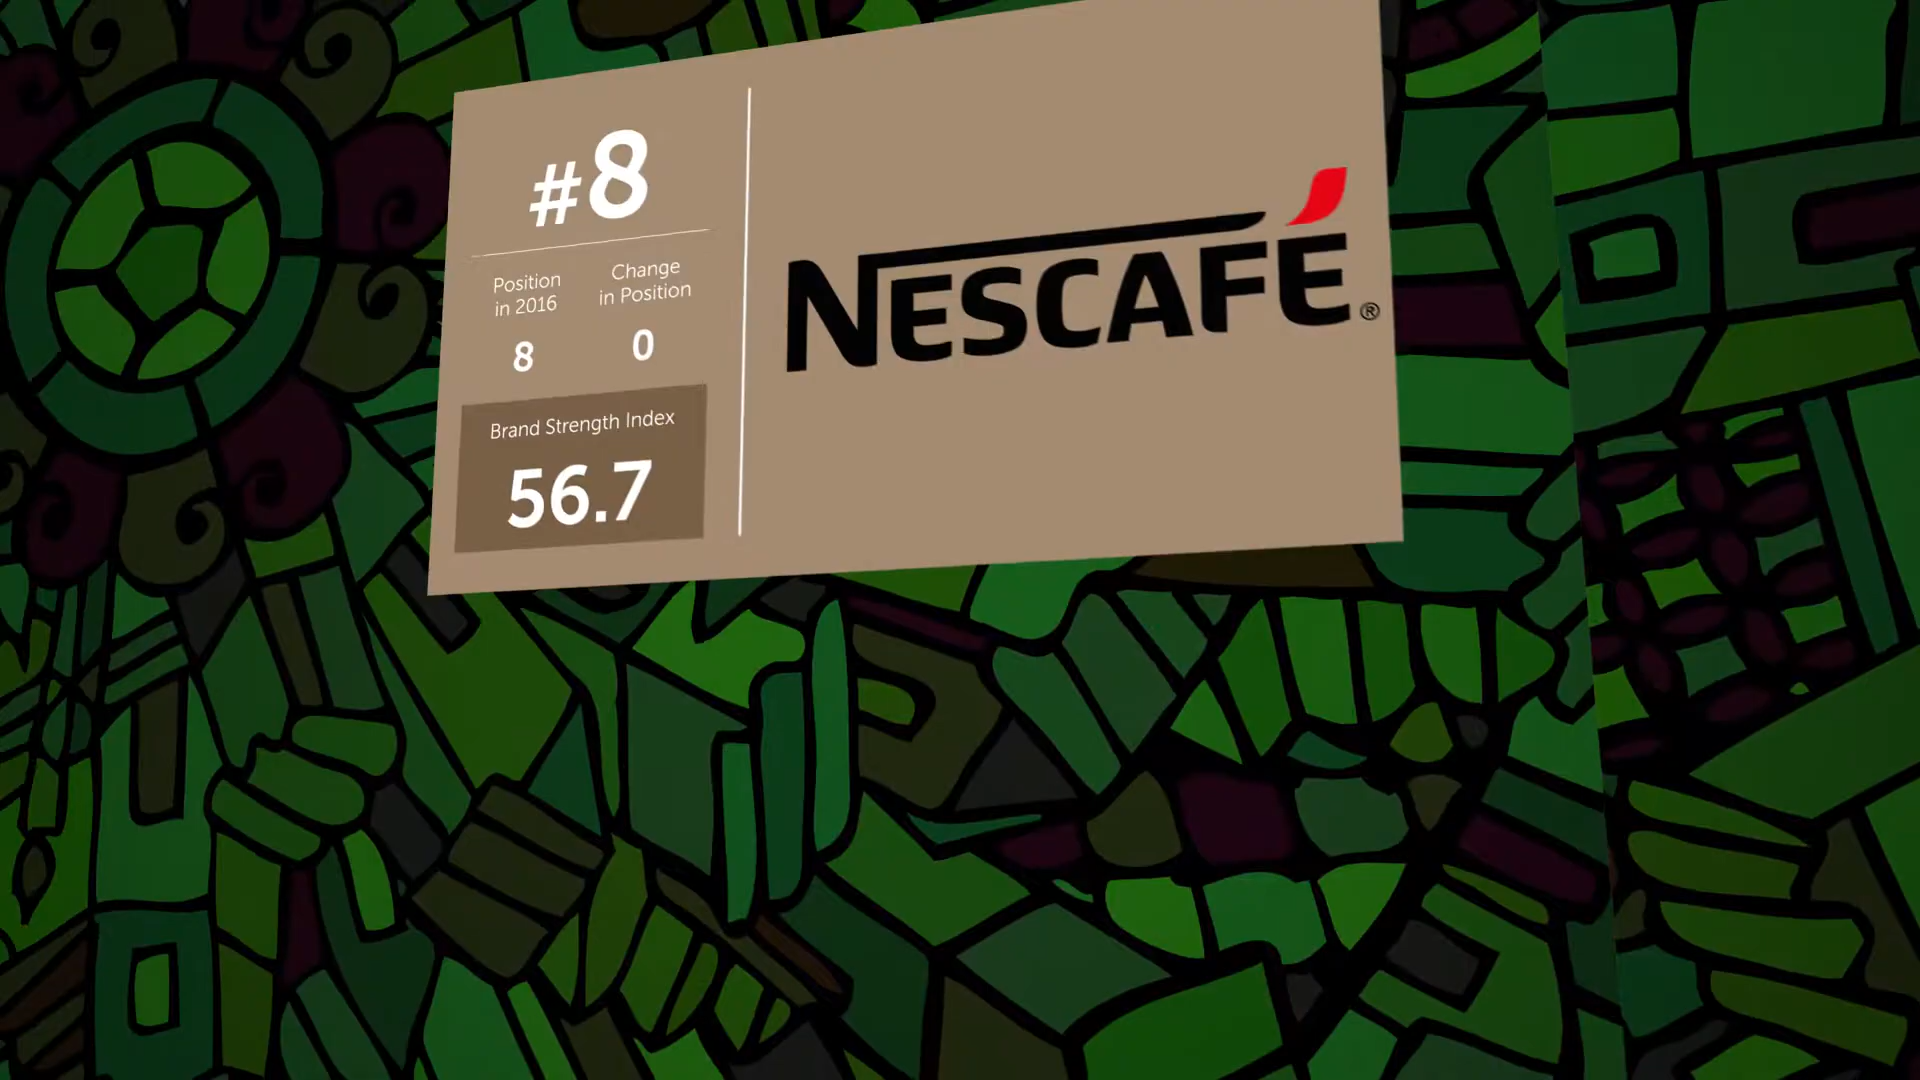 #8
Position
in 2016
8
Change
in Position
0
Brand Strength Index
56.7
NESCAFÉ®